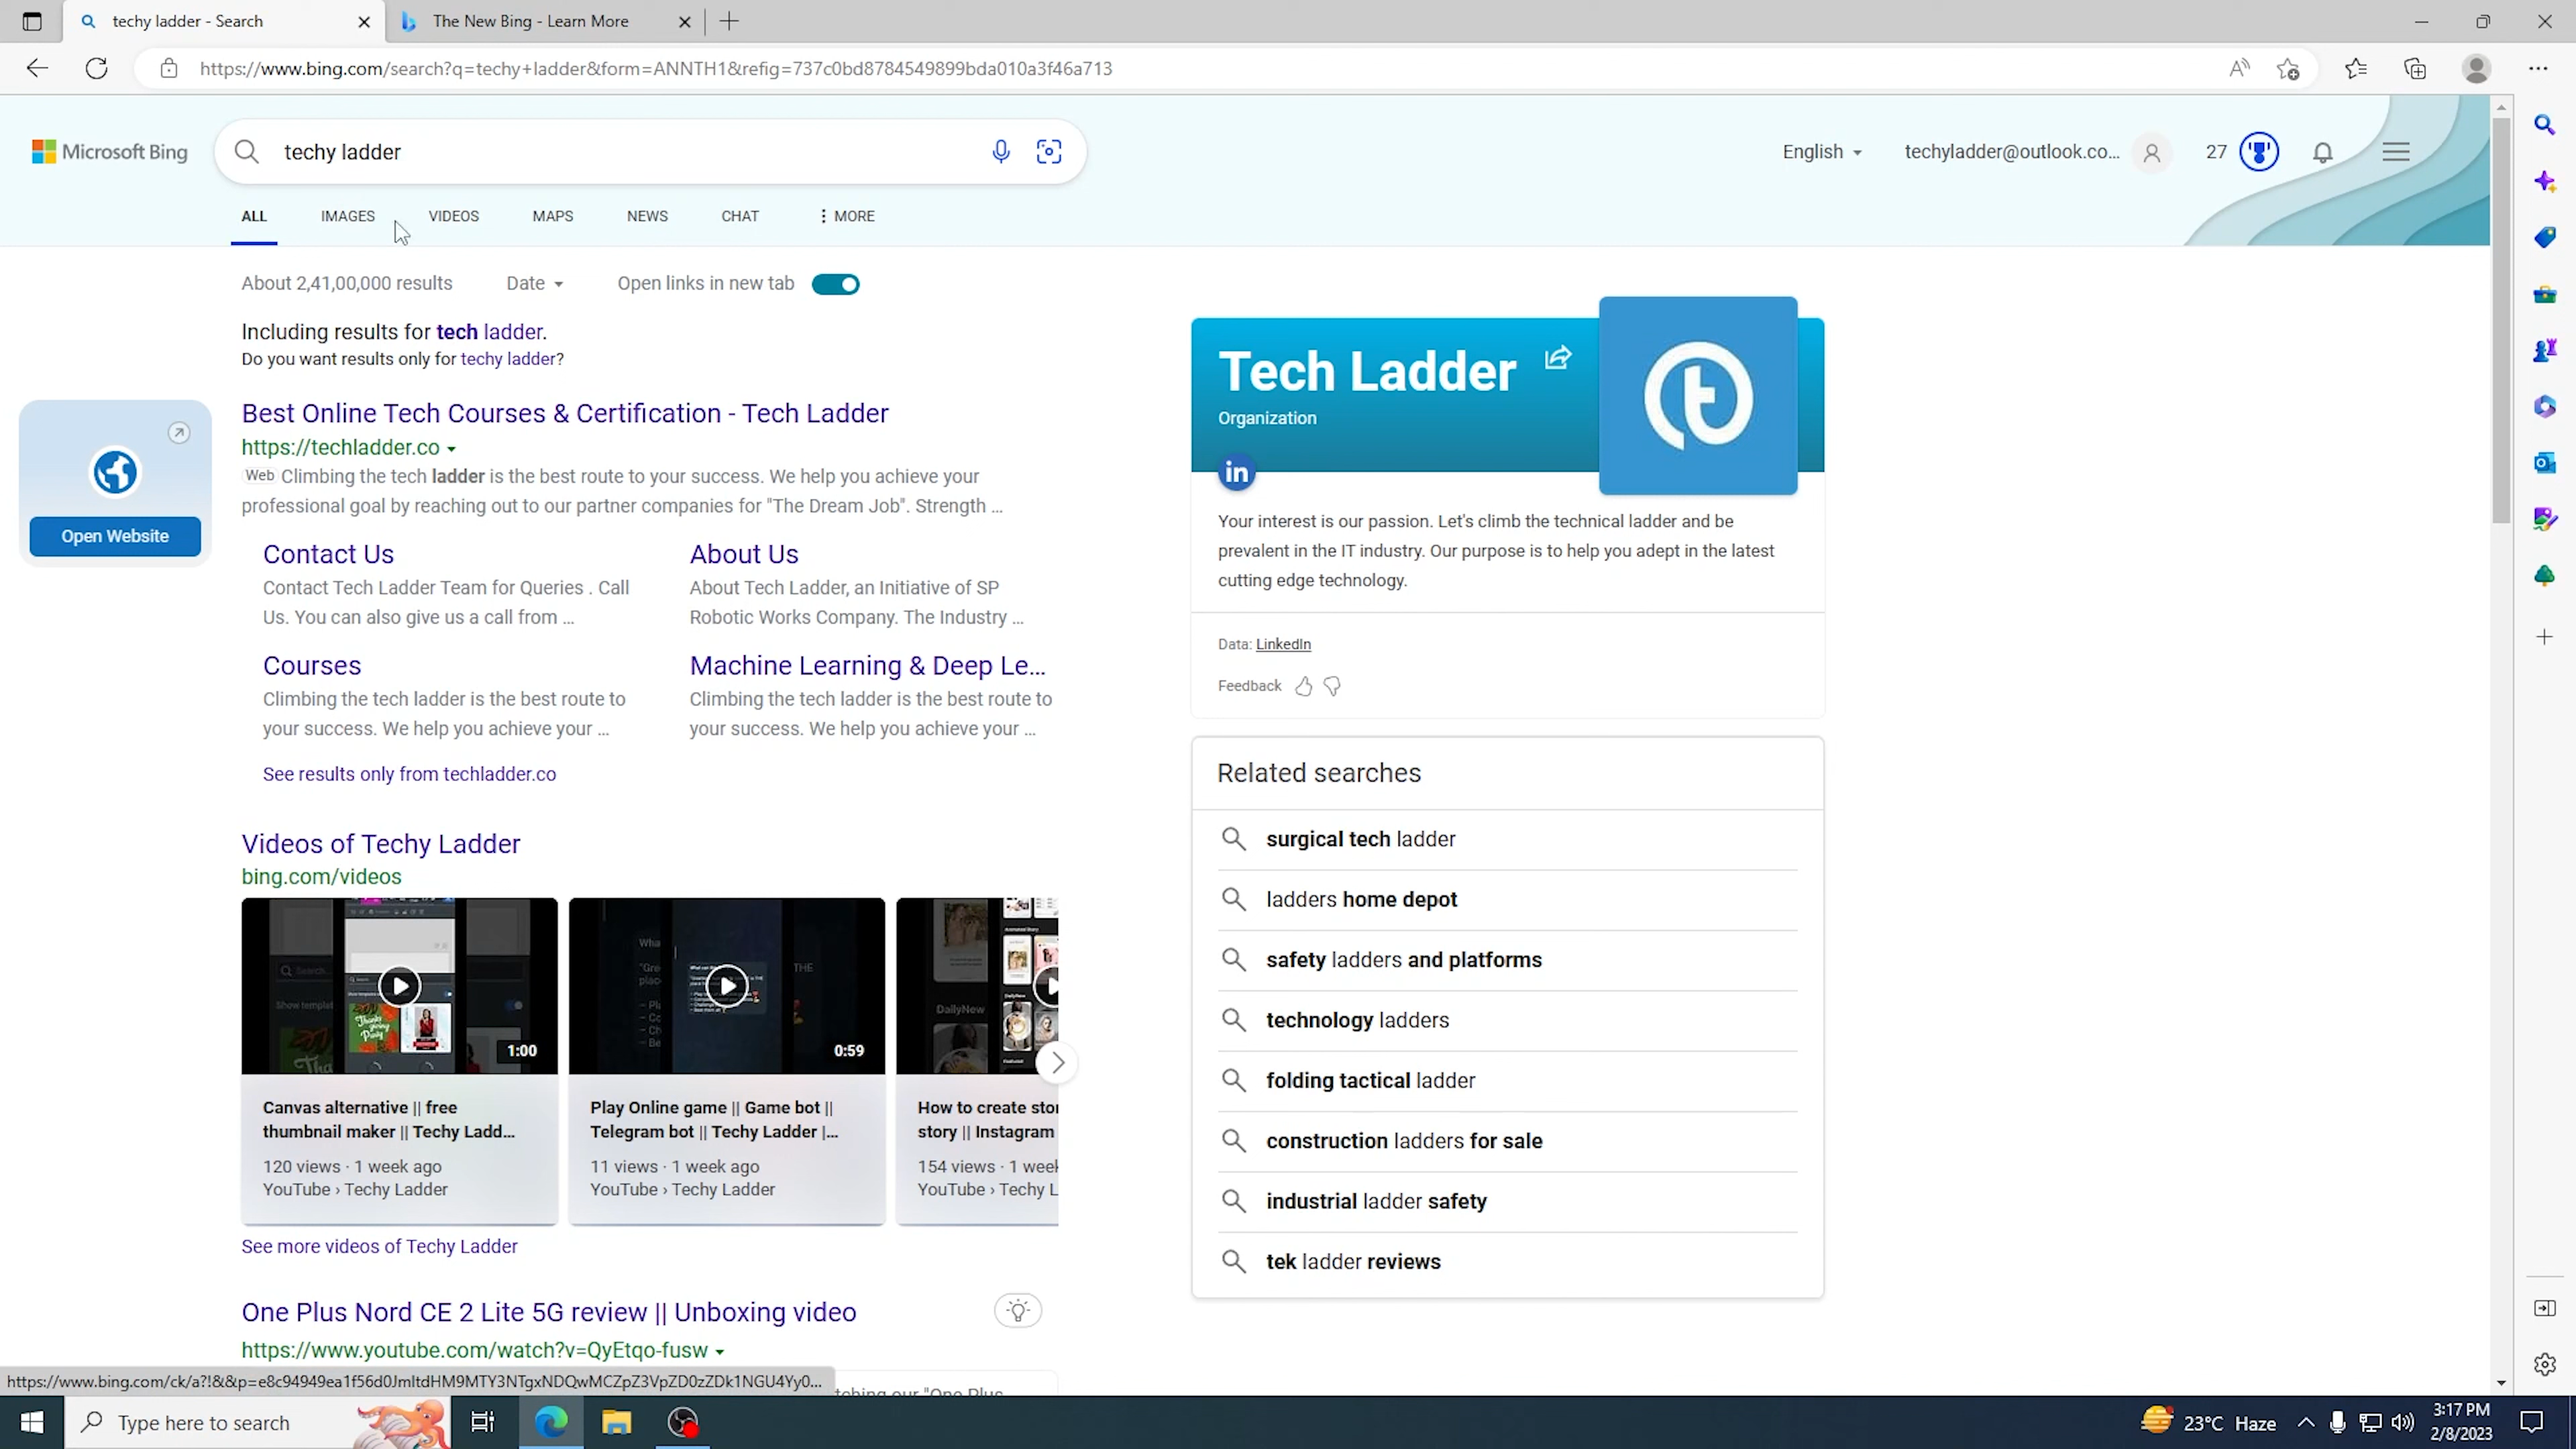 techy ladder - Search
The New Bing - Learn More
https://www.bing.com/search?q=techy+ladder&form=ANNTH1&refig=737c0bd8784549899bda010a3f46a713
Microsoft Bing
techy ladder
English
techyladder@outlook.co...
27
ALL
IMAGES
VIDEOS
MAPS
NEWS
CHAT
MORE
About 2,41,00,000 results
Date
Open links in new tab
Including results for tech ladder.
Do you want results only for techy ladder?
Open Website
Best Online Tech Courses & Certification - Tech Ladder
https://techladder.co
Web Climbing the tech ladder is the best route to your success. We help you achieve your
professional goal by reaching out to our partner companies for "The Dream Job". Strength ...
Contact Us
Contact Tech Ladder Team for Queries . Call
Us. You can also give us a call from ...
About Us
About Tech Ladder, an Initiative of SP
Robotic Works Company. The Industry ...
Courses
Climbing the tech ladder is the best route to
your success. We help you achieve your ...
Machine Learning & Deep Le...
Climbing the tech ladder is the best route to
your success. We help you achieve your ...
See results only from techladder.co
Videos of Techy Ladder
bing.com/videos
1:00
Canvas alternative || free
thumbnail maker || Techy Ladd...
120 views · 1 week ago
YouTube › Techy Ladder
0:59
Play Online game || Game bot ||
Telegram bot || Techy Ladder |...
11 views · 1 week ago
YouTube › Techy Ladder
DailyNew
How to create stor
story || Instagram
154 views · 1 week
YouTube › Techy L
See more videos of Techy Ladder
One Plus Nord CE 2 Lite 5G review || Unboxing video
https://www.youtube.com/watch?v=QyEtqo-fusw
Tech Ladder
Organization
in
Your interest is our passion. Let's climb the technical ladder and be
prevalent in the IT industry. Our purpose is to help you adept in the latest
cutting edge technology.
Data: LinkedIn
Feedback
Related searches
surgical tech ladder
ladders home depot
safety ladders and platforms
technology ladders
folding tactical ladder
construction ladders for sale
industrial ladder safety
tek ladder reviews
https://www.bing.com/ck/a?!&&p=e8c94949ea1f56d0JmltdHM9MTY3NTgxNDQwMCZpZ3VpZD0zZDk1NGU4Yy0...
Type here to search
23°C Haze
3:17 PM
2/8/2023